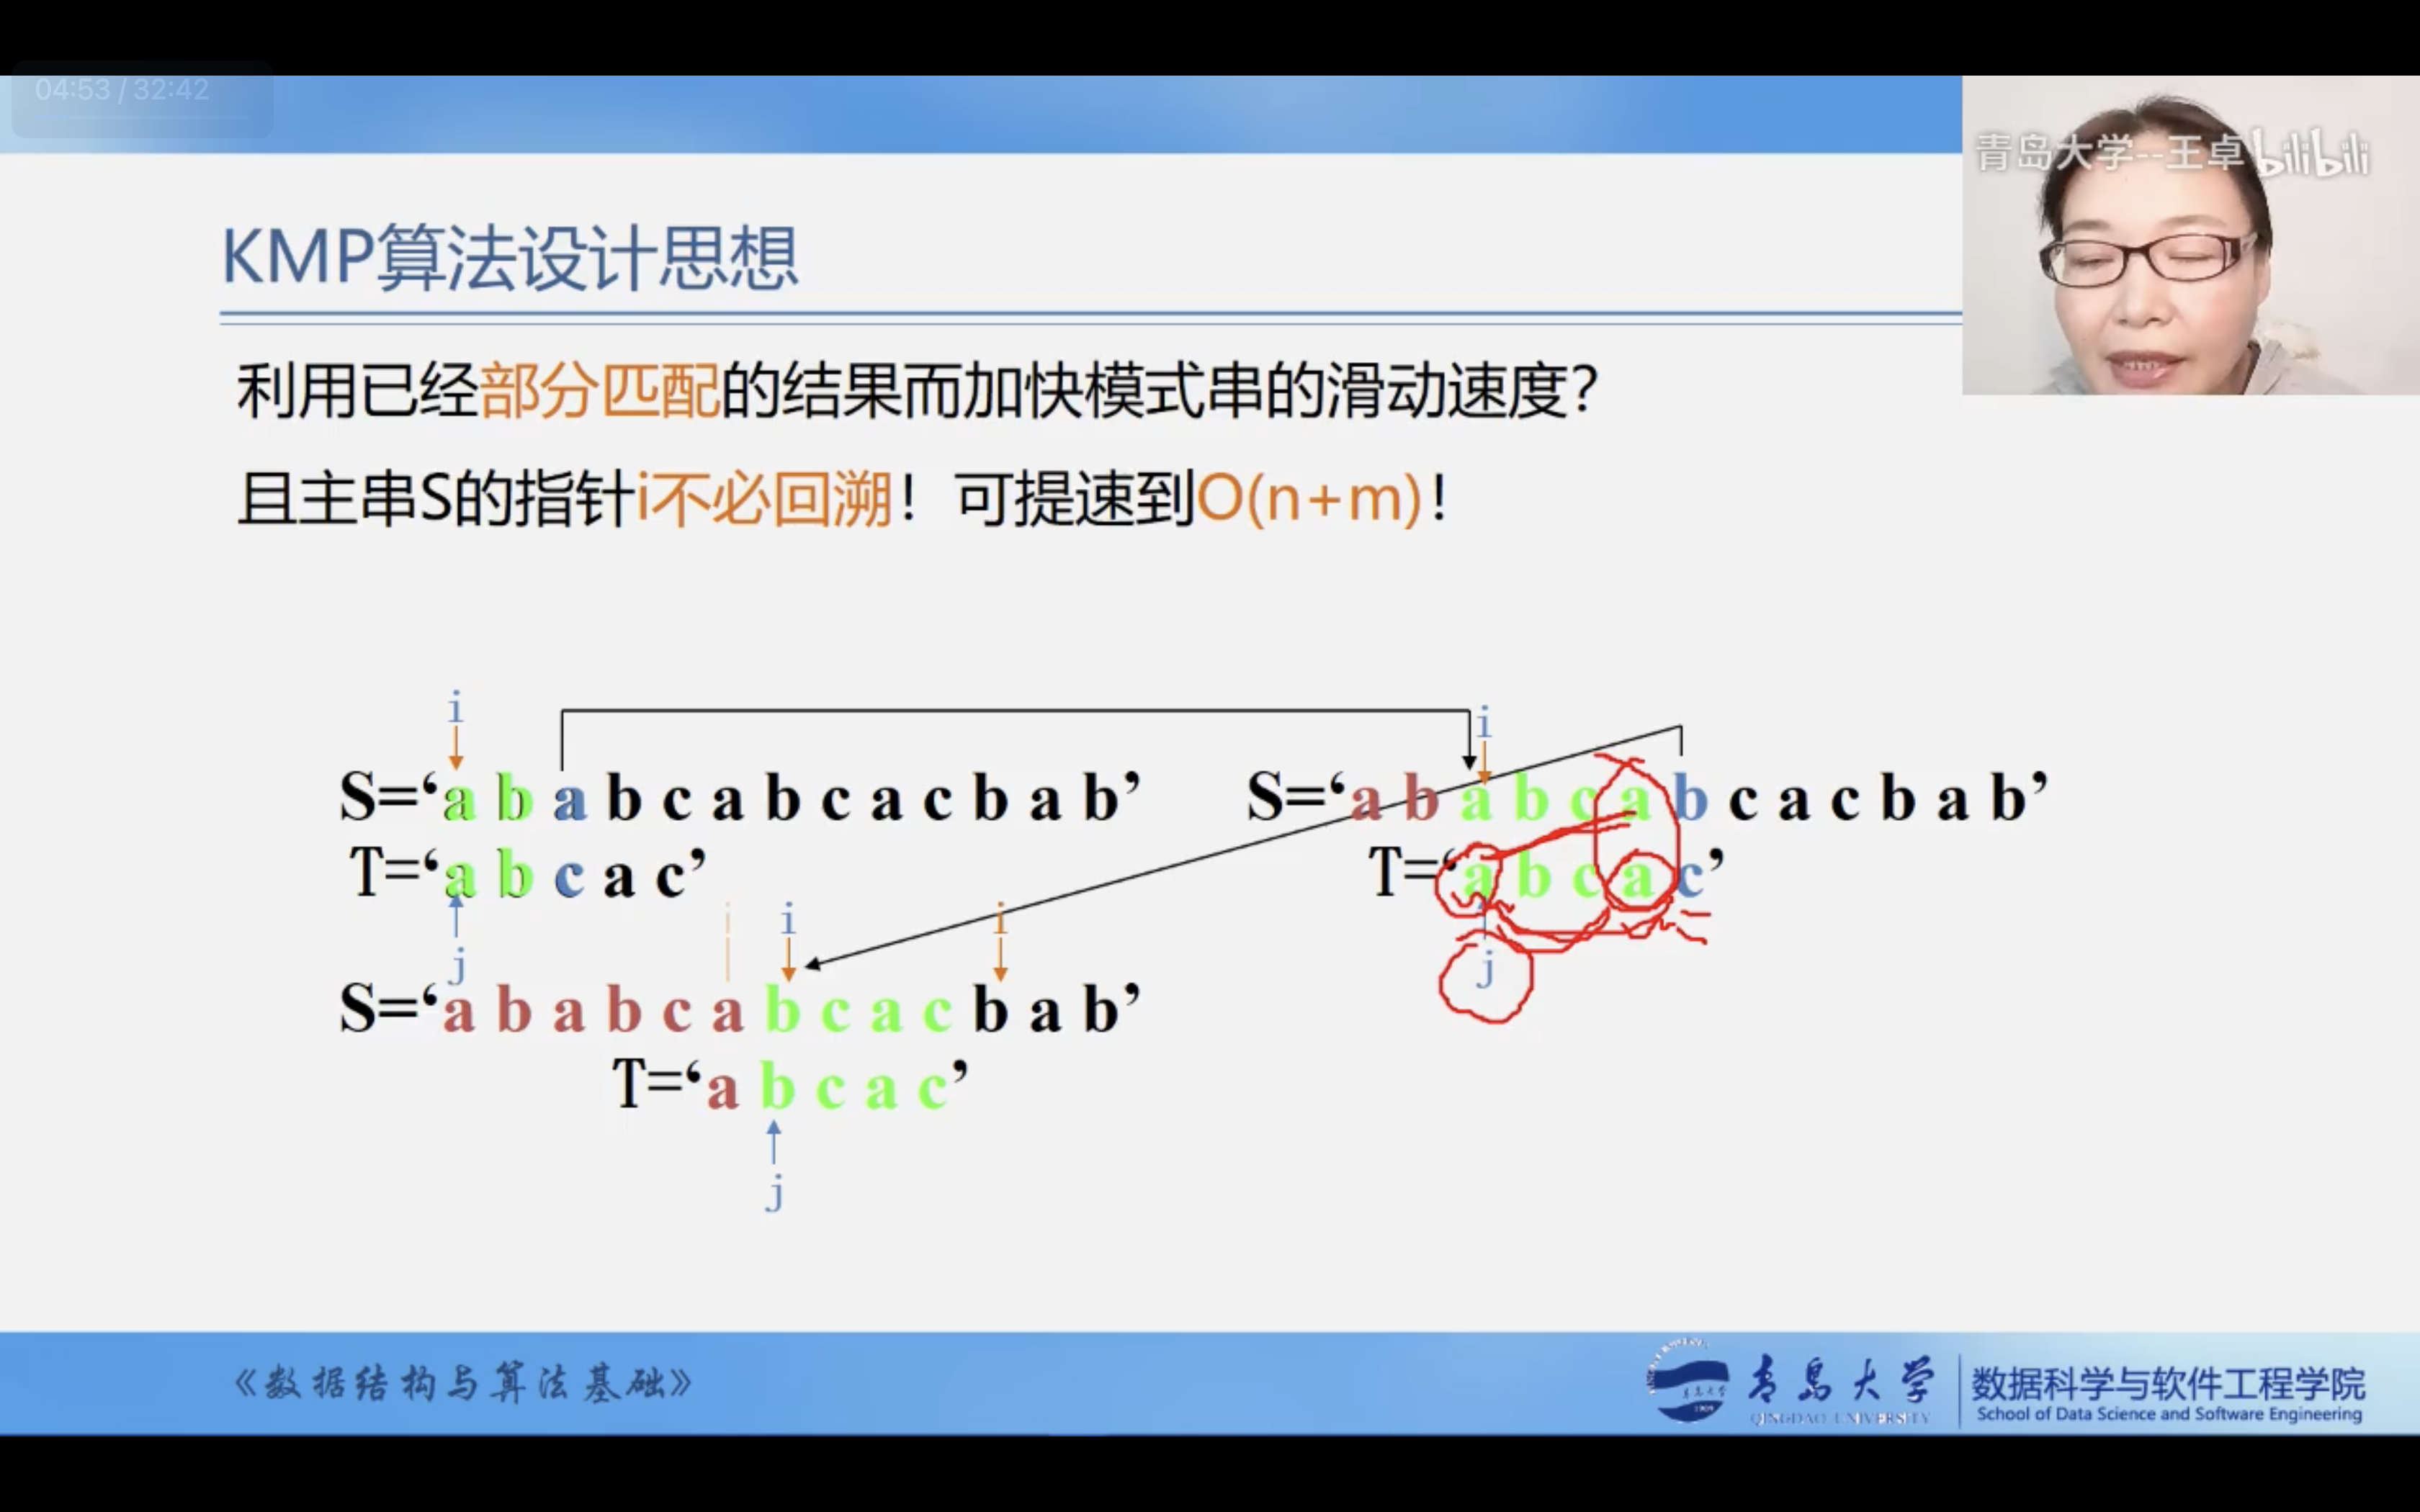 04:53 / 32:42
青岛大学--王卓 bilibili
KMP算法设计思想
利用已经部分匹配的结果而加快模式串的滑动速度?
且主串S的指针i不必回溯！可提速到O(n+m)！
i
S=‘a b a b c a b c a c b a b’
T=‘a b c a c’
j
i
S=‘a b a b c a b c a c b a b’
T=‘a b c a c’
j
i i i
S=‘a b a b c a b c a c b a b’
T=‘a b c a c’
j
《数据结构与算法基础》
青岛大学
QINGDAO UNIVERSITY
数据科学与软件工程学院
School of Data Science and Software Engineering